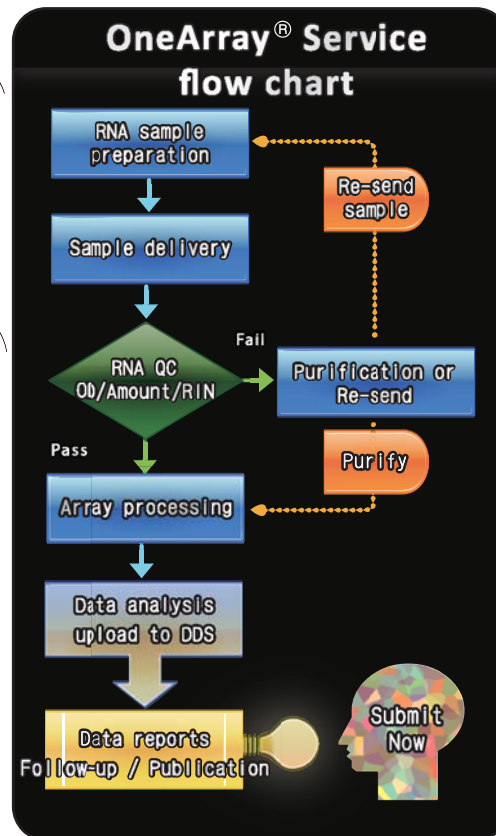 OneArray® Service
flow chart
RNA sample
preparation
Re-send
sample
Sample delivery
Fail
RNA QC
OD/Amount/RIN
Purification or
Re-send
Pass
Purify
Array processing
Data analysis
upload to DDS
Data reports
Follow-up / Publication
Submit
Now